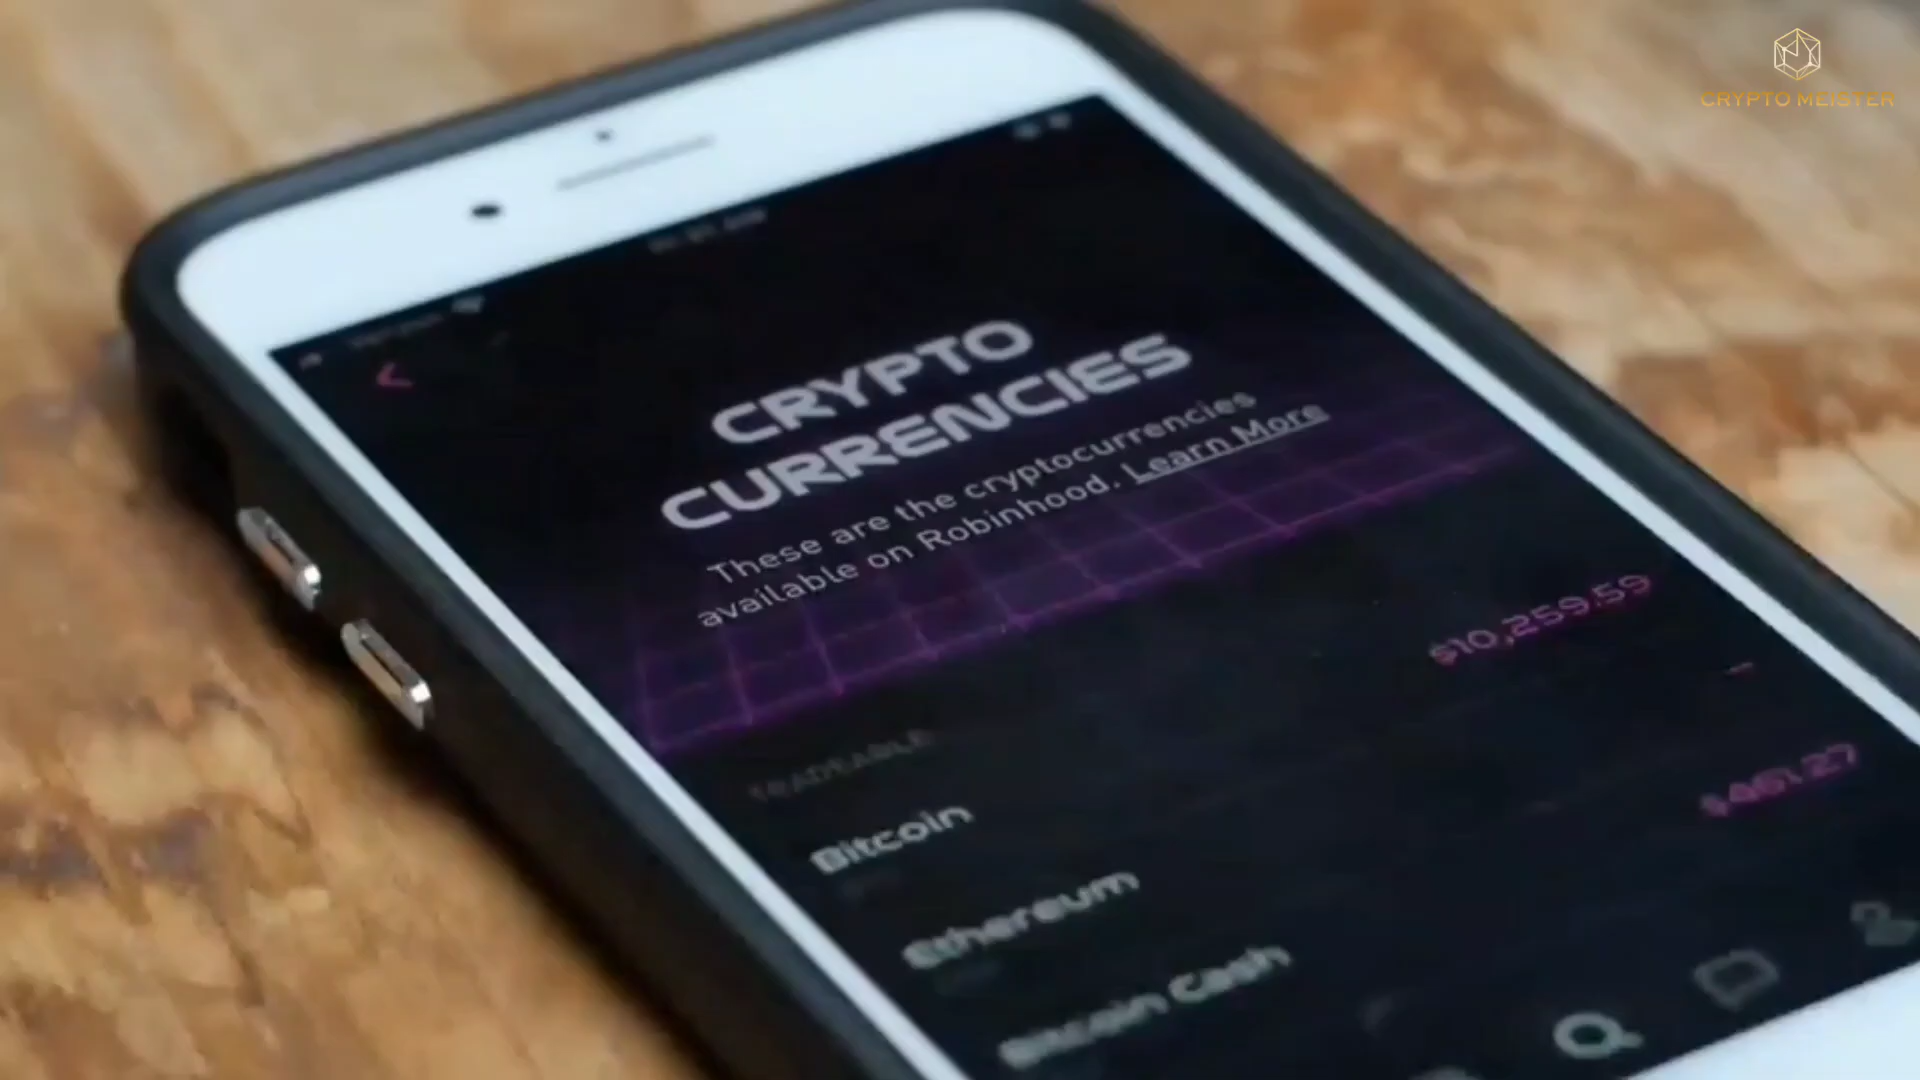 CRYPTO MEISTER
CRYPTO
CURRENCIES
These are the cryptocurrencies
available on Robinhood. Learn More
TRADEABLE
Bitcoin
$10,259.59
Ethereum
$461.27
Bitcoin Cash